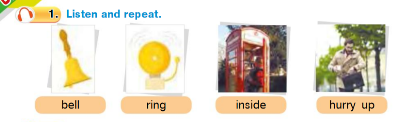 1. Listen and repeat.
bell
ring
inside
hurry up